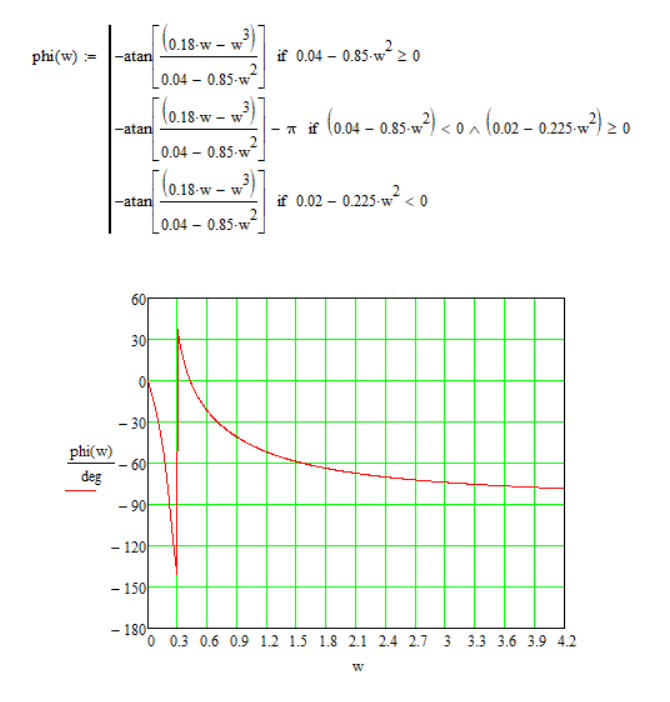 phi(w) := -atan[(0.18·w - w^3)/(0.04 - 0.85·w^2)] if 0.04 - 0.85·w^2 ≥ 0
-atan[(0.18·w - w^3)/(0.04 - 0.85·w^2)] - π if (0.04 - 0.85·w^2) < 0 ∧ (0.02 - 0.225·w^2) ≥ 0
-atan[(0.18·w - w^3)/(0.04 - 0.85·w^2)] if 0.02 - 0.225·w^2 < 0
60
30
0
-30
phi(w)
-60
deg
-90
-120
-150
-180
0 0.3 0.6 0.9 1.2 1.5 1.8 2.1 2.4 2.7 3 3.3 3.6 3.9 4.2
w